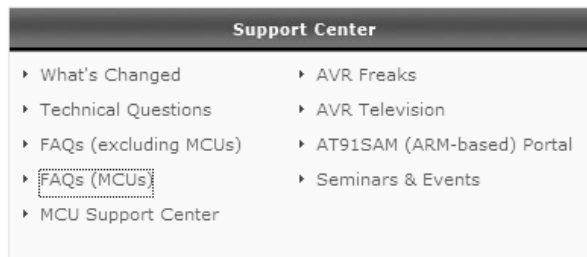 Support Center
What's Changed
Technical Questions
FAQs (excluding MCUs)
FAQs (MCUs)
MCU Support Center
AVR Freaks
AVR Television
AT91SAM (ARM-based) Portal
Seminars & Events